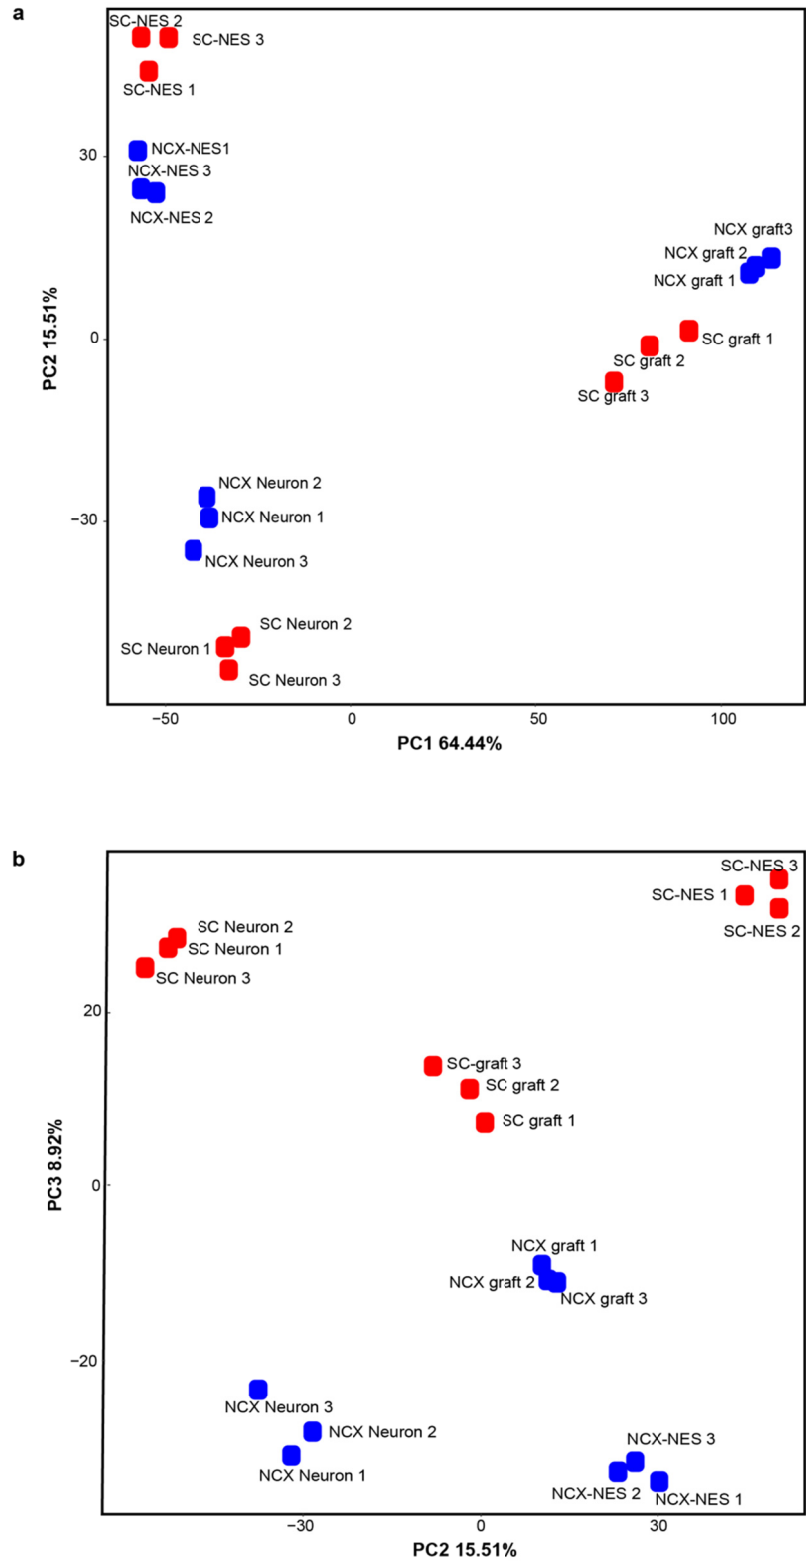 a
SC-NES 2
SC-NES 3
SC-NES 1
NCX-NES1
NCX-NES 3
NCX-NES 2
30
NCX graft3
NCX graft 2
NCX graft 1
SC graft 1
SC graft 2
SC graft 3
0
PC2 15.51%
NCX Neuron 2
NCX Neuron 1
NCX Neuron 3
−30
SC Neuron 2
SC Neuron 1
SC Neuron 3
−50 0 50 100
PC1 64.44%
b
SC-NES 3
SC-NES 1
SC-NES 2
SC Neuron 2
SC Neuron 1
SC Neuron 3
20
SC-graft 3
SC graft 2
SC graft 1
PC3 8.92%
0
NCX graft 1
NCX graft 2
NCX graft 3
−20
NCX Neuron 3
NCX Neuron 2
NCX Neuron 1
NCX-NES 3
NCX-NES 2
NCX-NES 1
−30 0 30
PC2 15.51%